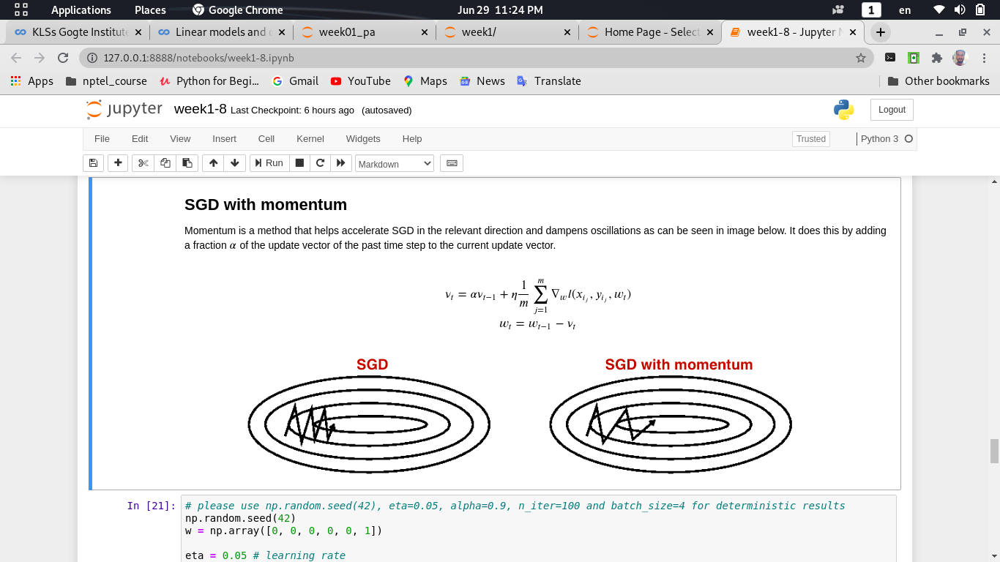 Applications Places Google Chrome Jun 29 11:24 PM 1 en
KLSs Gogte Institute Linear models and o week01_pa week1/ Home Page - Select week1-8 - Jupyter N
127.0.0.1:8888/notebooks/week1-8.ipynb
Apps nptel_course Python for Begi... Gmail YouTube Maps News Translate Other bookmarks
jupyter week1-8 Last Checkpoint: 6 hours ago (autosaved) Logout
File Edit View Insert Cell Kernel Widgets Help Trusted Python 3
Run Markdown
SGD with momentum
Momentum is a method that helps accelerate SGD in the relevant direction and dampens oscillations as can be seen in image below. It does this by adding
a fraction α of the update vector of the past time step to the current update vector.
ν_t = αν_{t−1} + η\frac{1}{m} \sum_{j=1}^{m} ∇_w l(x_{i_j}, y_{i_j}, w_t)
w_t = w_{t−1} − ν_t
SGD SGD with momentum
In [21]: # please use np.random.seed(42), eta=0.05, alpha=0.9, n_iter=100 and batch_size=4 for deterministic results
np.random.seed(42)
w = np.array([0, 0, 0, 0, 0, 1])
eta = 0.05 # learning rate